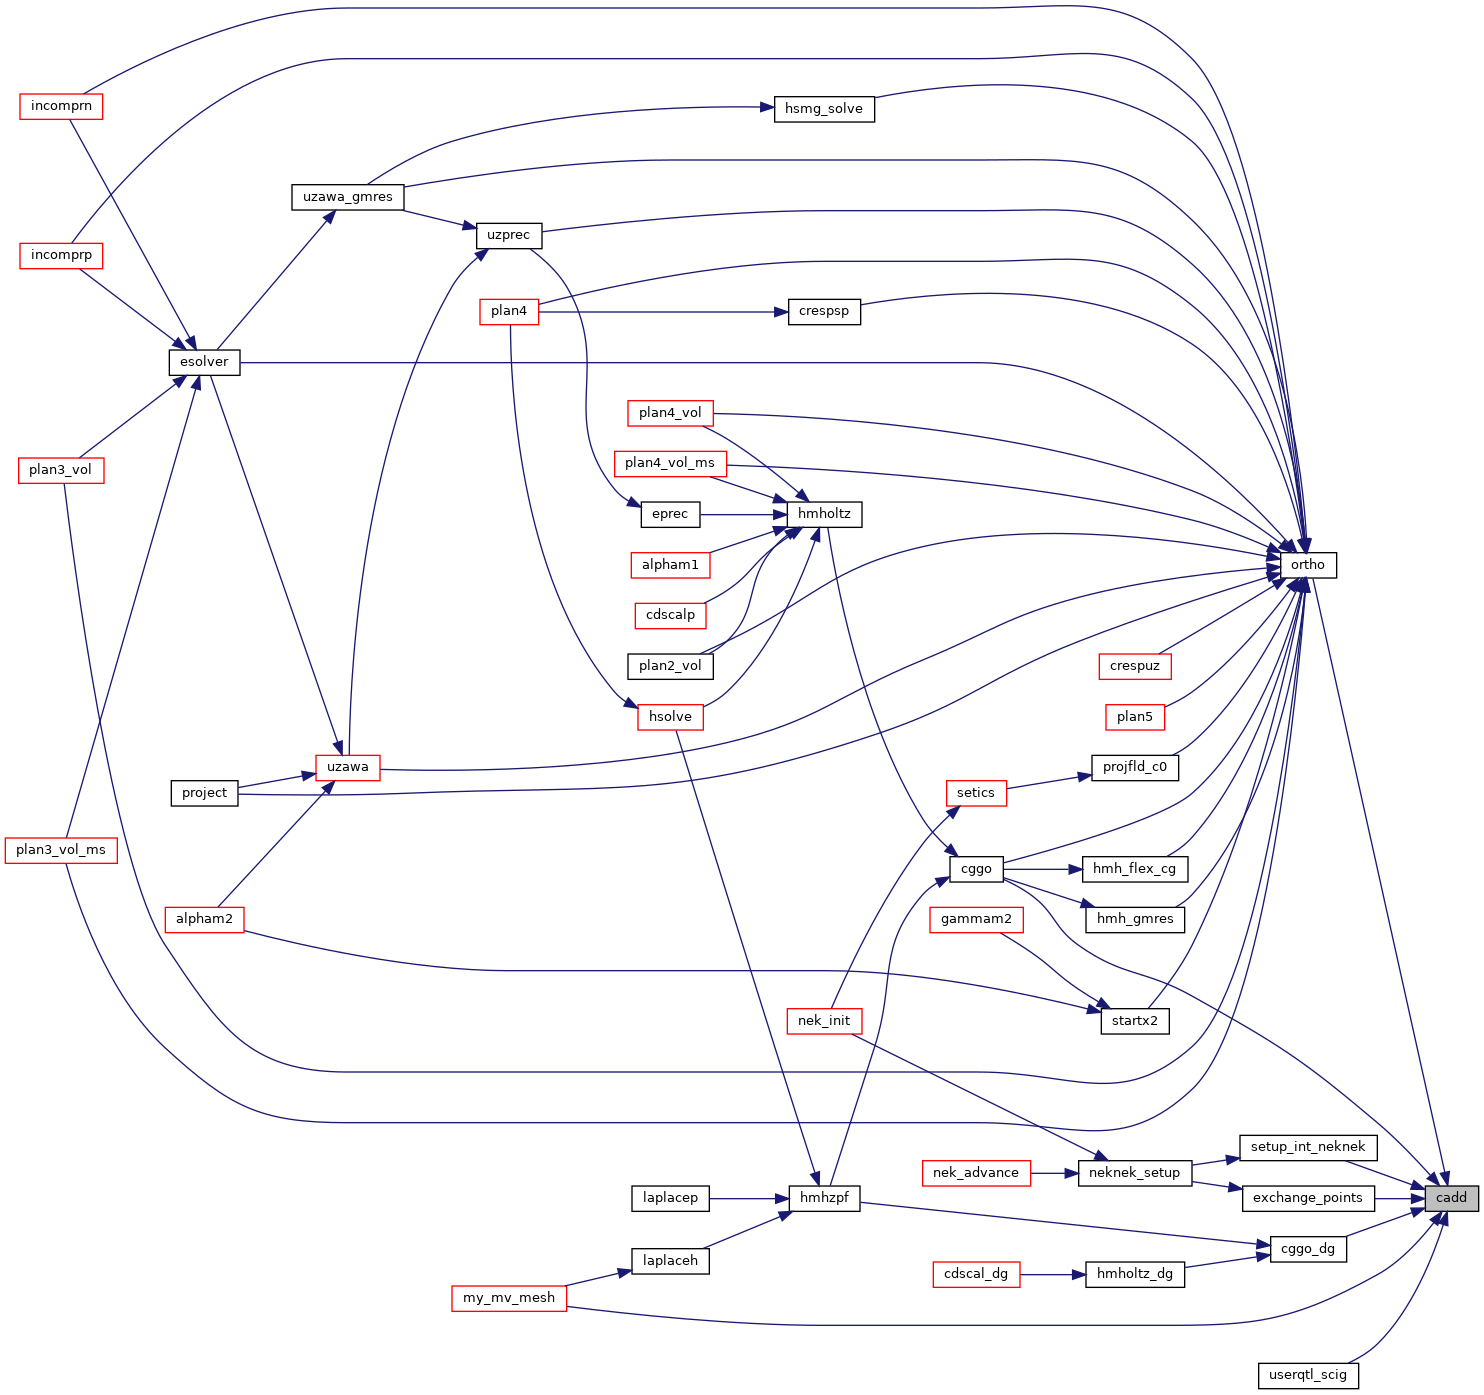 incomprn
hsmg_solve
uzawa_gmres
uzprec
incomprp
plan4
crespsp
esolver
plan4_vol
plan4_vol_ms
plan3_vol
eprec
hmholtz
alpham1
ortho
cdscalp
plan2_vol
crespuz
hsolve
plan5
uzawa
projfld_c0
project
setics
plan3_vol_ms
cggo
hmh_flex_cg
alpham2
gammam2
hmh_gmres
nek_init
startx2
setup_int_neknek
nek_advance
neknek_setup
laplacep
hmhzpf
exchange_points
cadd
laplaceh
cggo_dg
cdscal_dg
hmholtz_dg
my_mv_mesh
userqtl_scig